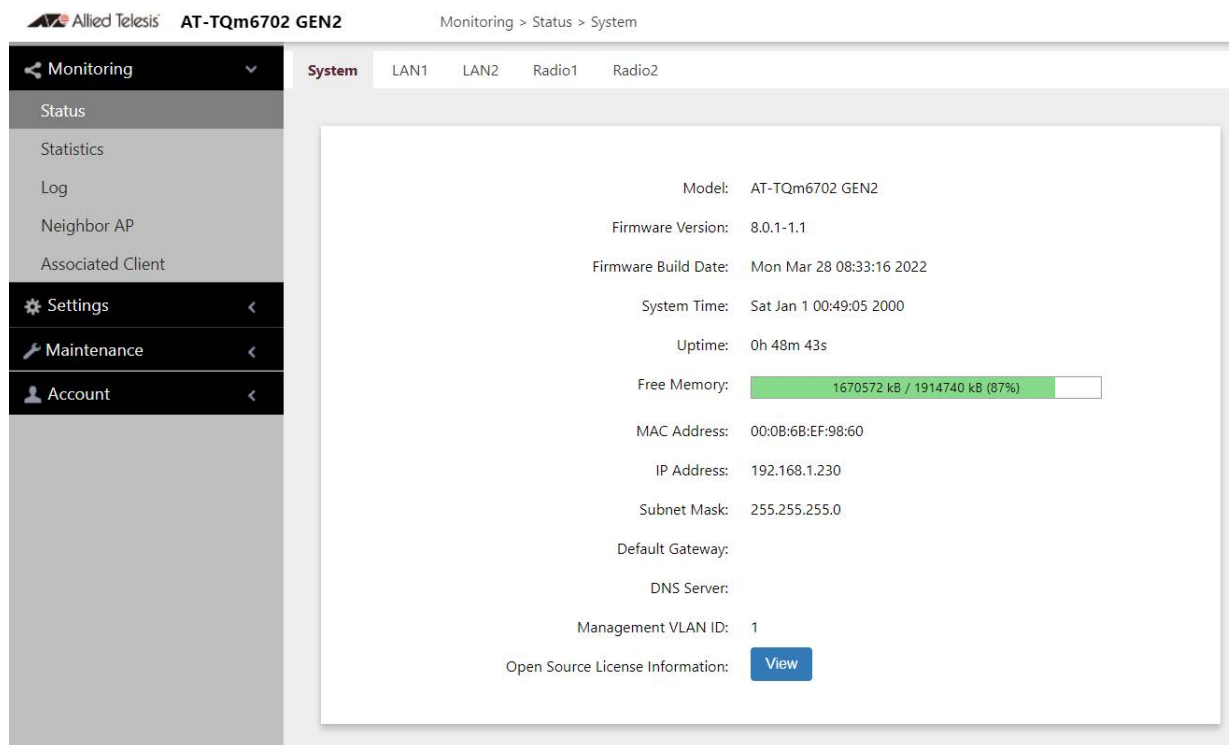 Allied Telesis AT-TQm6702 GEN2 Monitoring > Status > System
Monitoring
Status
Statistics
Log
Neighbor AP
Associated Client
Settings
Maintenance
Account
System LAN1 LAN2 Radio1 Radio2
Model: AT-TQm6702 GEN2
Firmware Version: 8.0.1-1.1
Firmware Build Date: Mon Mar 28 08:33:16 2022
System Time: Sat Jan 1 00:49:05 2000
Uptime: 0h 48m 43s
Free Memory: 1670572 kB / 1914740 kB (87%)
MAC Address: 00:0B:6B:EF:98:60
IP Address: 192.168.1.230
Subnet Mask: 255.255.255.0
Default Gateway:
DNS Server:
Management VLAN ID: 1
Open Source License Information: View